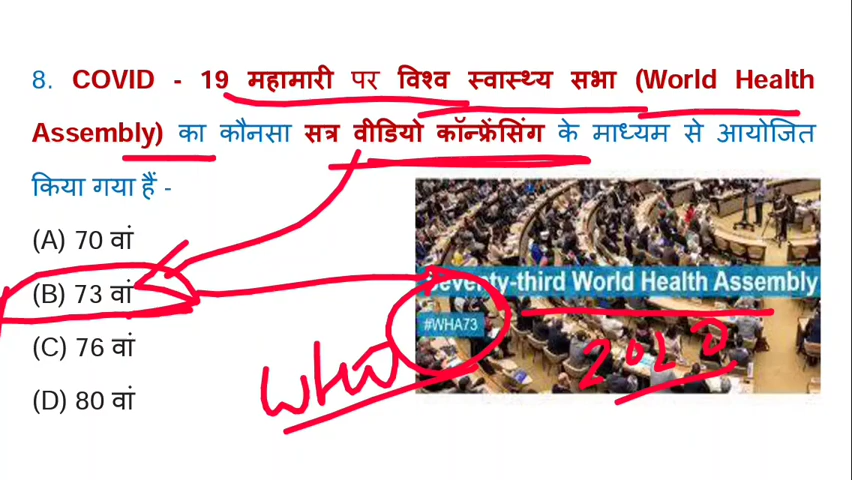 8. COVID - 19 महामारी पर विश्व स्वास्थ्य सभा (World Health
Assembly) का कौनसा सत्र वीडियो कॉन्फ्रेंसिंग के माध्यम से आयोजित
किया गया हैं -
(A) 70 वां
(B) 73 वां
(C) 76 वां
(D) 80 वां
Seventy-third World Health Assembly
#WHA73
2020